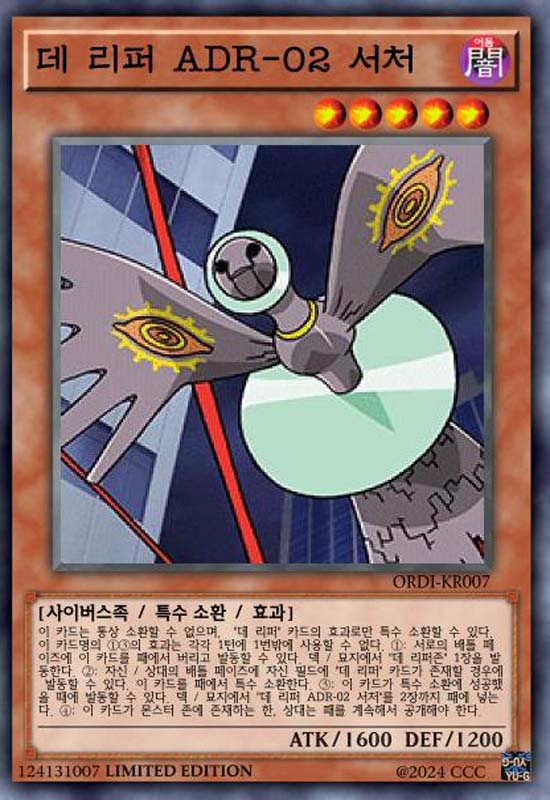 데 리퍼 ADR-02 서처
어둠
闇
ORDI-KR007
[사이버스족 / 특수 소환 / 효과]
이 카드는 통상 소환할 수 없으며, "데 리퍼" 카드의 효과로만 특수 소환할 수 있다.
이 카드명의 ①③의 효과는 각각 1턴에 1번밖에 사용할 수 없다. ①: 서로의 배틀 페
이즈에 이 카드를 패에서 버리고 발동할 수 있다. 덱 / 묘지에서 "데 리퍼존" 1장을 발
동한다. ②: 자신 / 상대의 배틀 페이즈에 자신 필드에 "데 리퍼" 카드가 존재할 경우에
발동할 수 있다. 이 카드를 패에서 특수 소환한다. ③: 이 카드가 특수 소환에 성공했
을 때에 발동할 수 있다. 덱 / 묘지에서 "데 리퍼 ADR-02 서처"를 2장까지 패에 넣는
다. ④: 이 카드가 몬스터 존에 존재하는 한, 상대는 패를 계속해서 공개해야 한다.
ATK/1600 DEF/1200
124131007 LIMITED EDITION
@2024 CCC
YU-G
YU-G